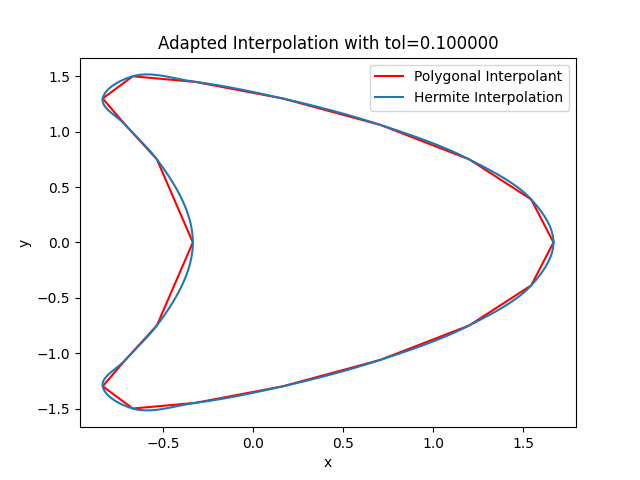 Adapted Interpolation with tol=0.100000
Polygonal Interpolant
Hermite Interpolation
1.5
1.0
0.5
0.0
−0.5
−1.0
−1.5
y
−0.5
0.0
0.5
1.0
1.5
x